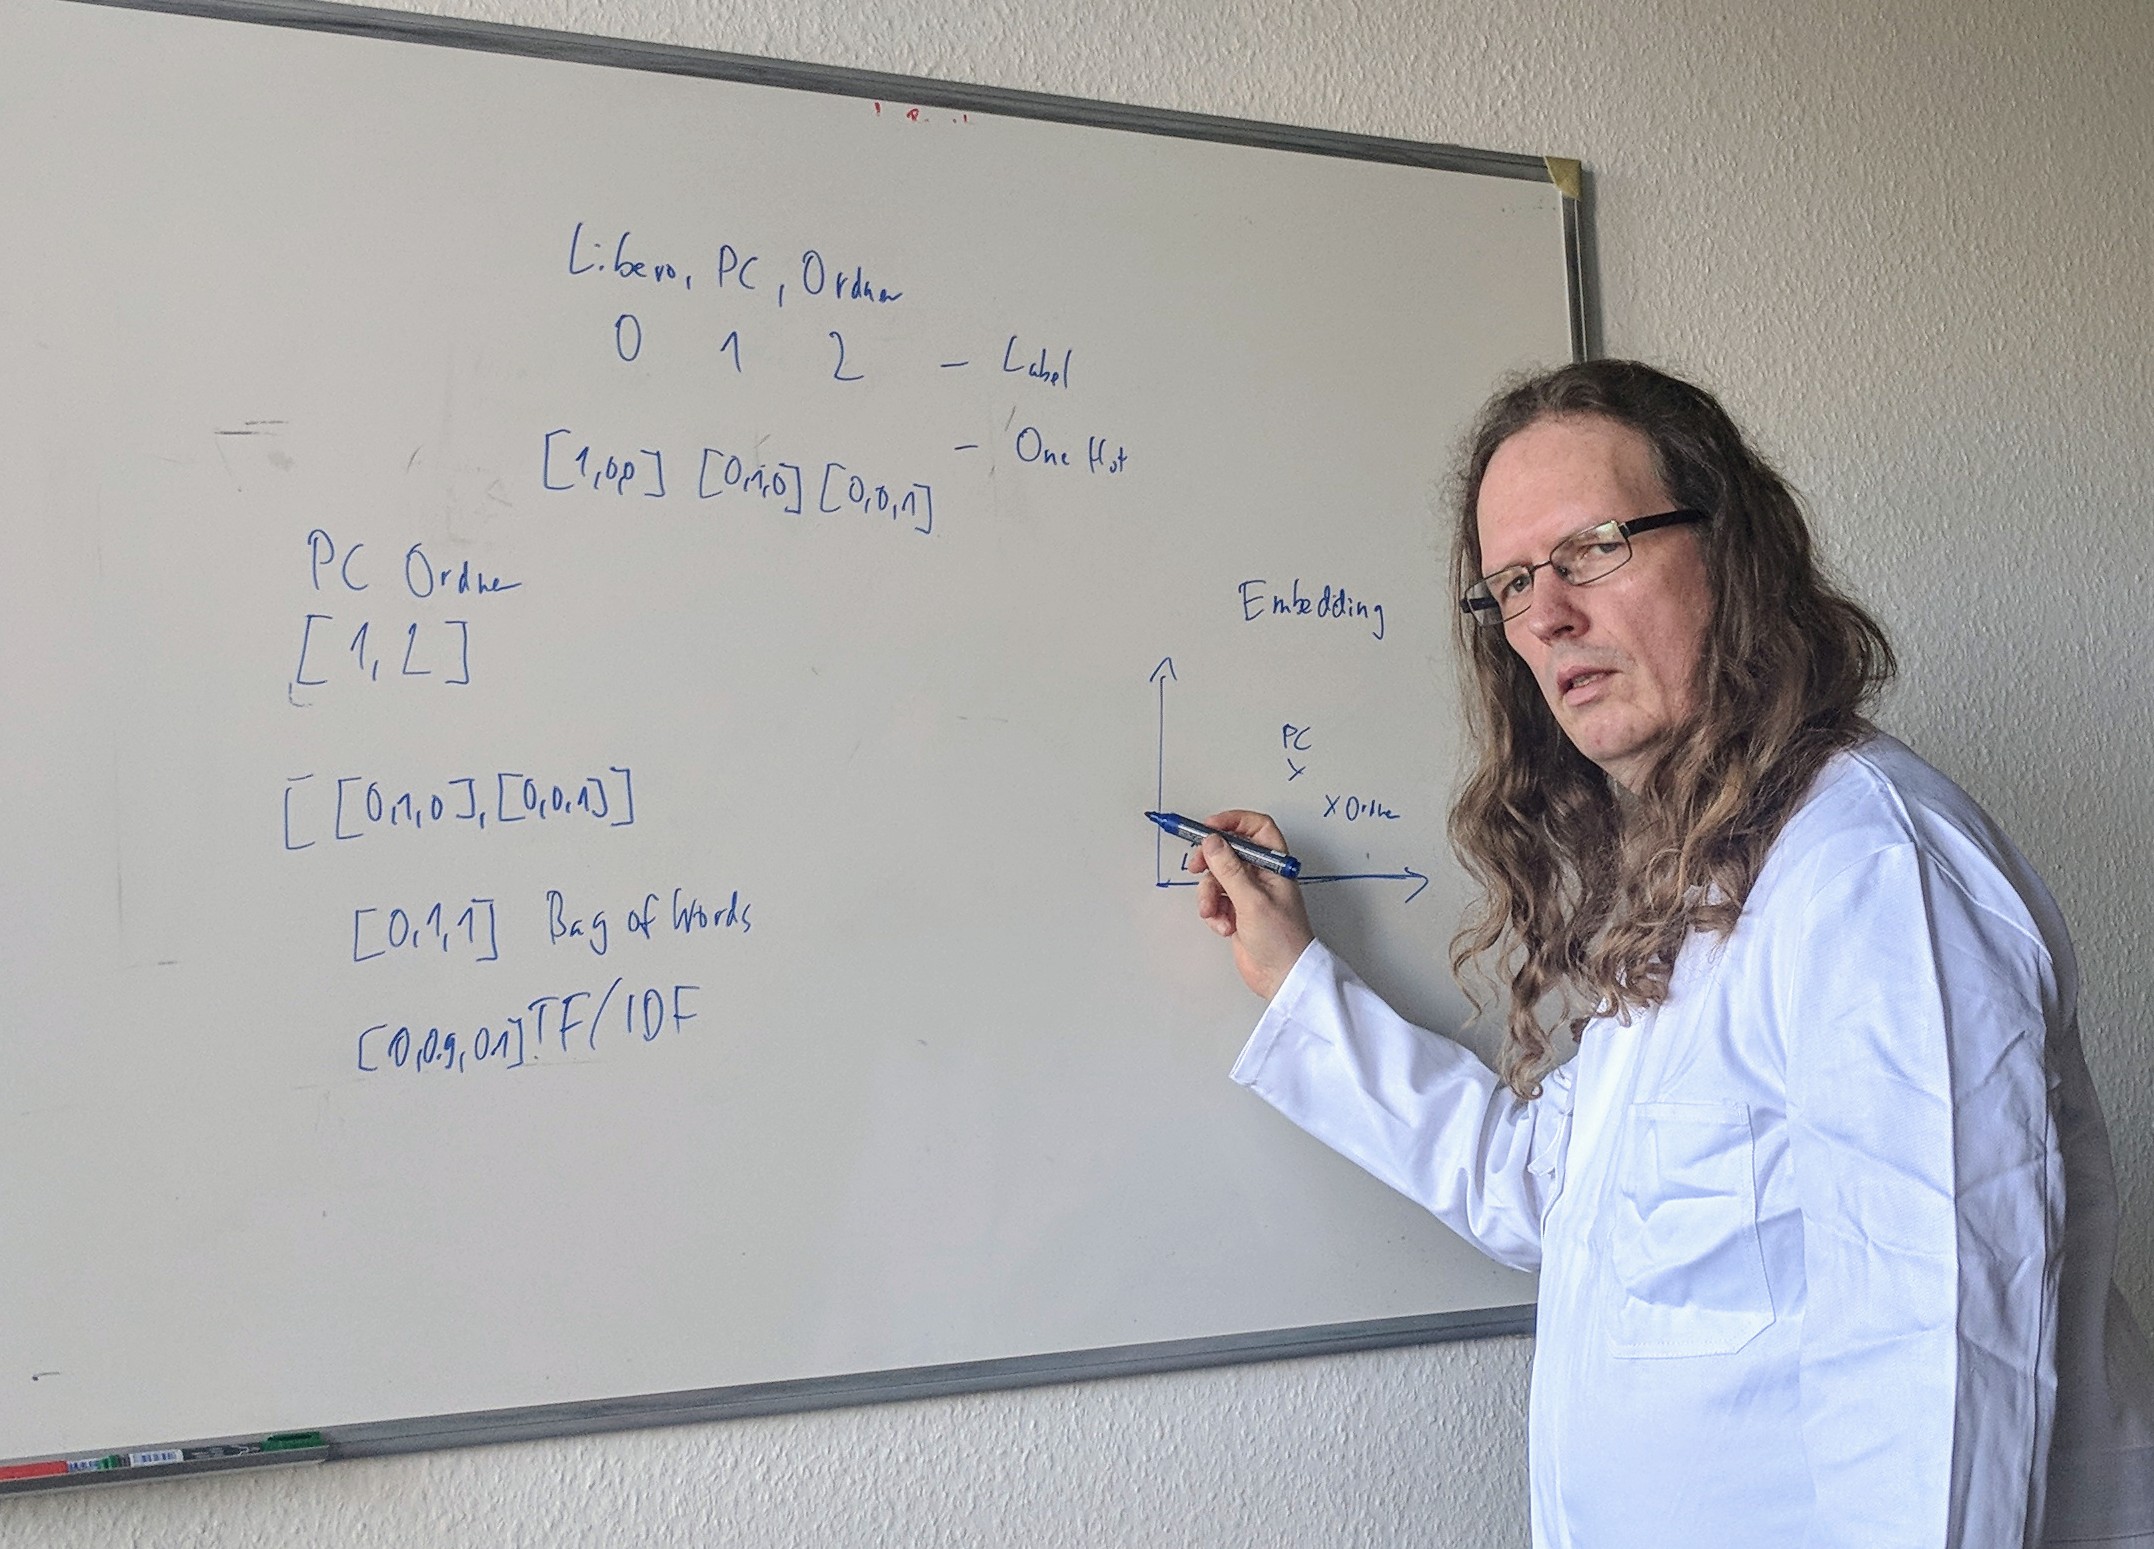 Libero, PC, Ordner
0 1 2 - Label
[1,0,0] [0,1,0] [0,0,1] - One Hot
PC Ordner
[1, 2]
[[0,1,0],[0,0,1]]
[0,1,1] Bag of Words
[0,0.9,0.1] TF/IDF
Embedding
PC
x
x Ordner
L